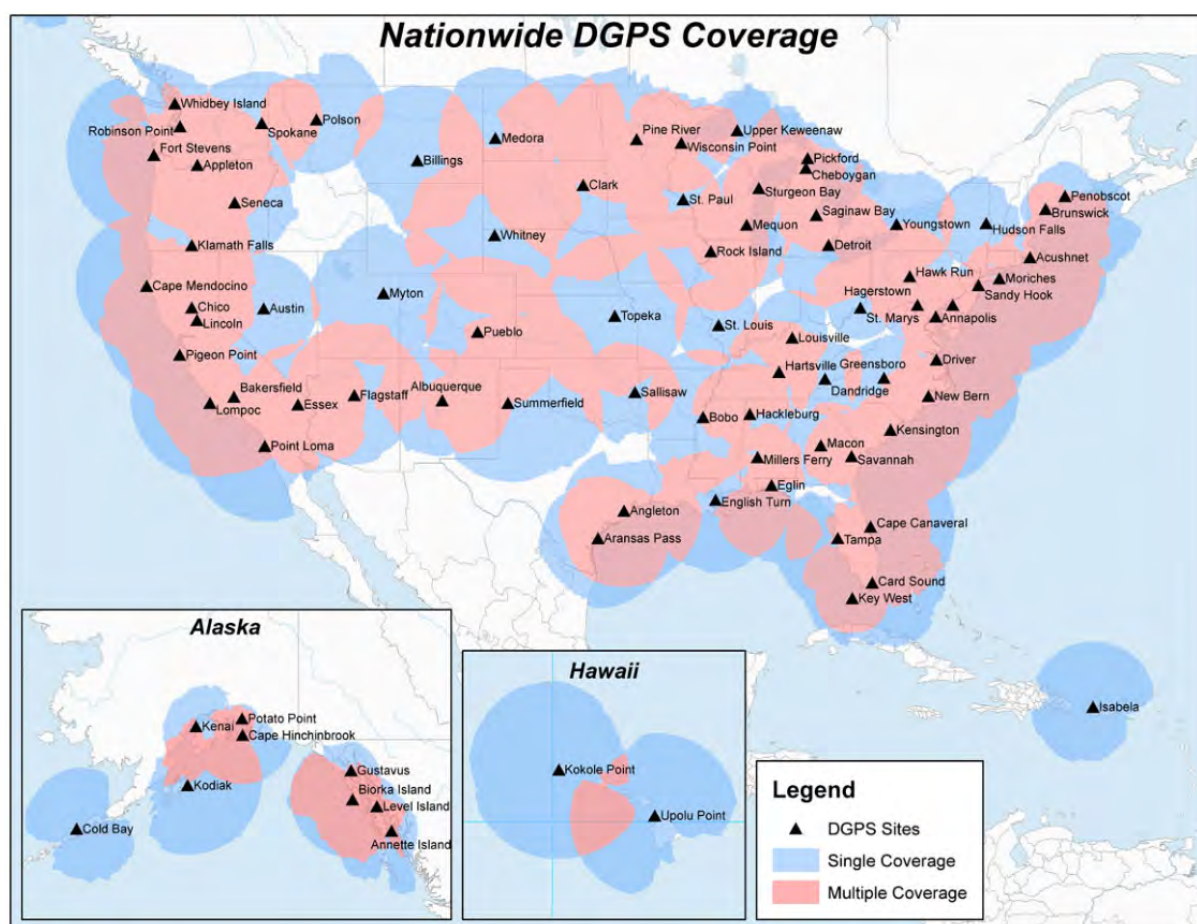 Nationwide DGPS Coverage
Whidbey Island
Robinson Point
Spokane
Polson
Fort Stevens
Appleton
Seneca
Billings
Medora
Pine River
Wisconsin Point
Upper Keweenaw
Pickford
Cheboygan
Clark
St. Paul
Sturgeon Bay
Saginaw Bay
Mequon
Youngstown
Penobscot
Brunswick
Hudson Falls
Klamath Falls
Whitney
Rock Island
Detroit
Acushnet
Cape Mendocino
Chico
Lincoln
Austin
Myton
Hawk Run
Moriches
Sandy Hook
Hagerstown
Topeka
St. Louis
St. Marys
Annapolis
Pueblo
Louisville
Pigeon Point
Bakersfield
Lompoc
Essex
Flagstaff
Albuquerque
Summerfield
Sallisaw
Hartsville
Greensboro
Dandridge
Driver
New Bern
Bobo
Hackleburg
Kensington
Point Loma
Macon
Millers Ferry
Savannah
Eglin
English Turn
Angleton
Aransas Pass
Cape Canaveral
Tampa
Card Sound
Key West
Isabela
Alaska
Kenai
Potato Point
Cape Hinchinbrook
Kodiak
Gustavus
Biorka Island
Level Island
Cold Bay
Annette Island
Hawaii
Kokole Point
Upolu Point
Legend
DGPS Sites
Single Coverage
Multiple Coverage